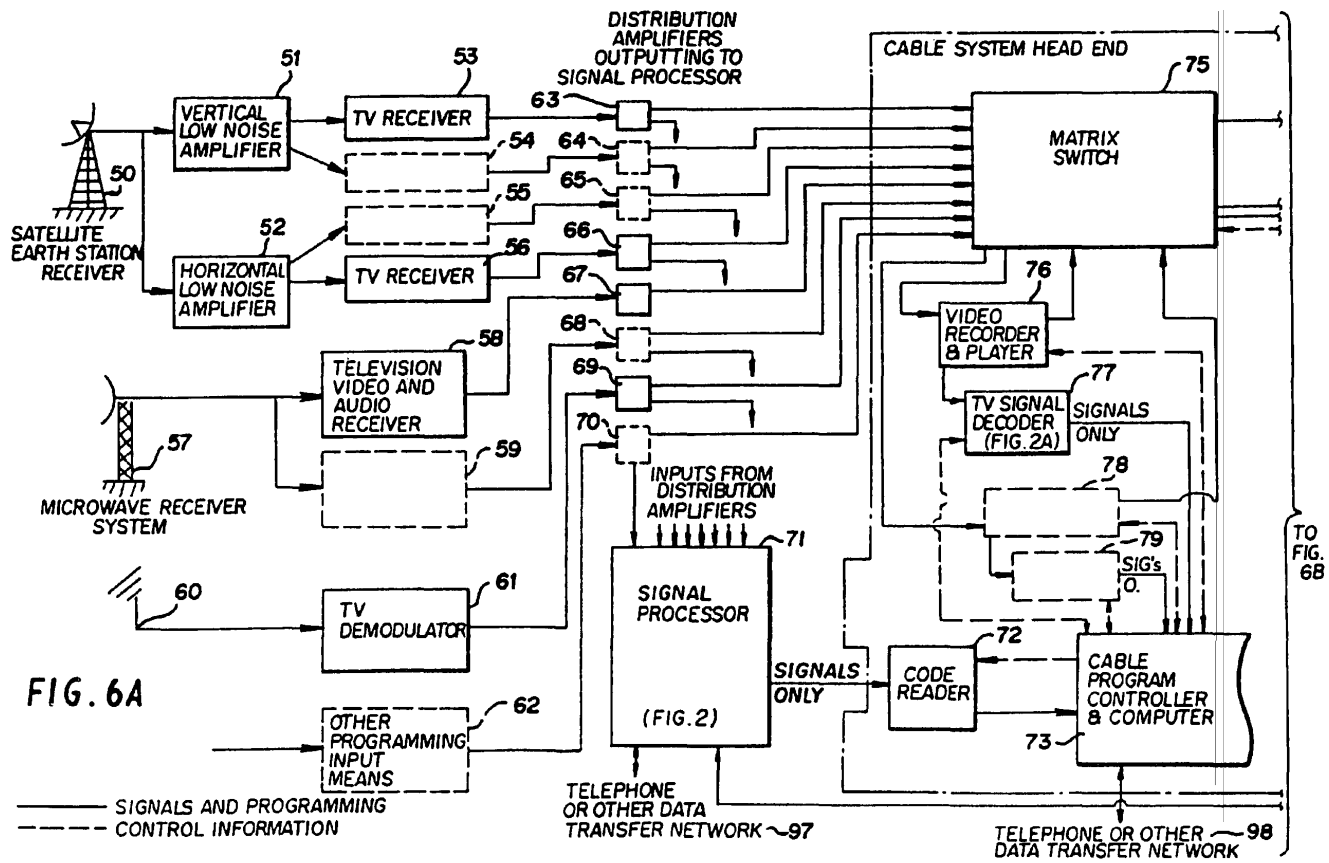 DISTRIBUTION
AMPLIFIERS
OUTPUTTING TO
SIGNAL PROCESSOR
CABLE SYSTEM HEAD END
51
53
63
75
VERTICAL
LOW NOISE
AMPLIFIER
TV RECEIVER
MATRIX
SWITCH
50
54
64
55
65
SATELLITE
EARTH STATION
RECEIVER
52
HORIZONTAL
LOW NOISE
AMPLIFIER
TV RECEIVER
56
66
67
76
VIDEO
RECORDER
& PLAYER
58
68
TELEVISION
VIDEO AND
AUDIO
RECEIVER
69
77
TV SIGNAL
DECODER
(FIG. 2A)
SIGNALS
ONLY
57
59
70
MICROWAVE RECEIVER
SYSTEM
INPUTS FROM
DISTRIBUTION
AMPLIFIERS
78
71
79
SIG's
O.
TO
FIG.
6B
60
61
TV
DEMODULATOR
SIGNAL
PROCESSOR
(FIG. 2)
SIGNALS
ONLY
72
CODE
READER
CABLE
PROGRAM
CONTROLLER
& COMPUTER
73
FIG. 6A
62
OTHER
PROGRAMMING
INPUT
MEANS
SIGNALS AND PROGRAMMING
CONTROL INFORMATION
TELEPHONE
OR OTHER DATA
TRANSFER NETWORK ~97
TELEPHONE OR OTHER ~98
DATA TRANSFER NETWORK